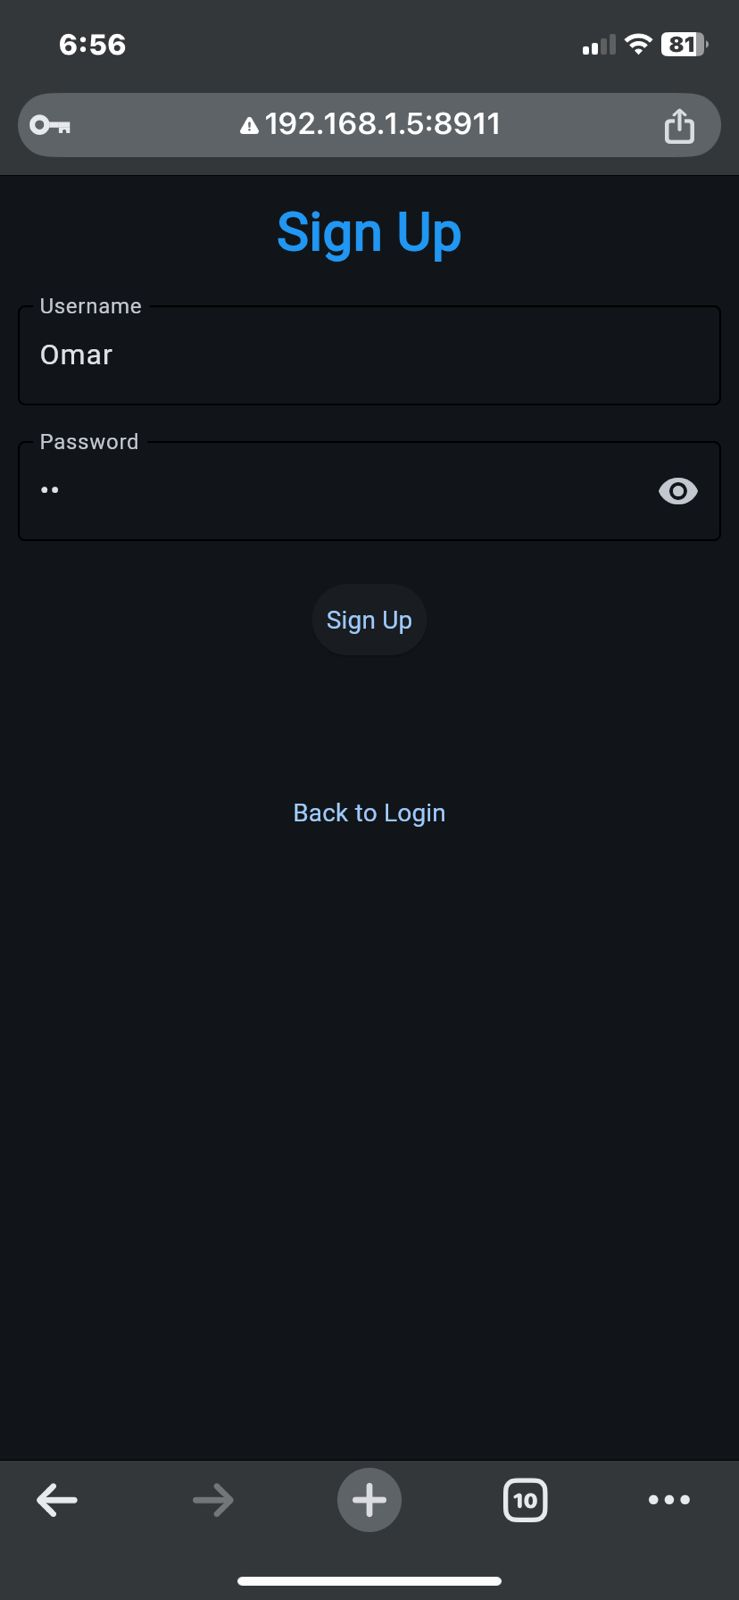 6:56
81
192.168.1.5:8911
Sign Up
Username
Omar
Password
••
Sign Up
Back to Login
10